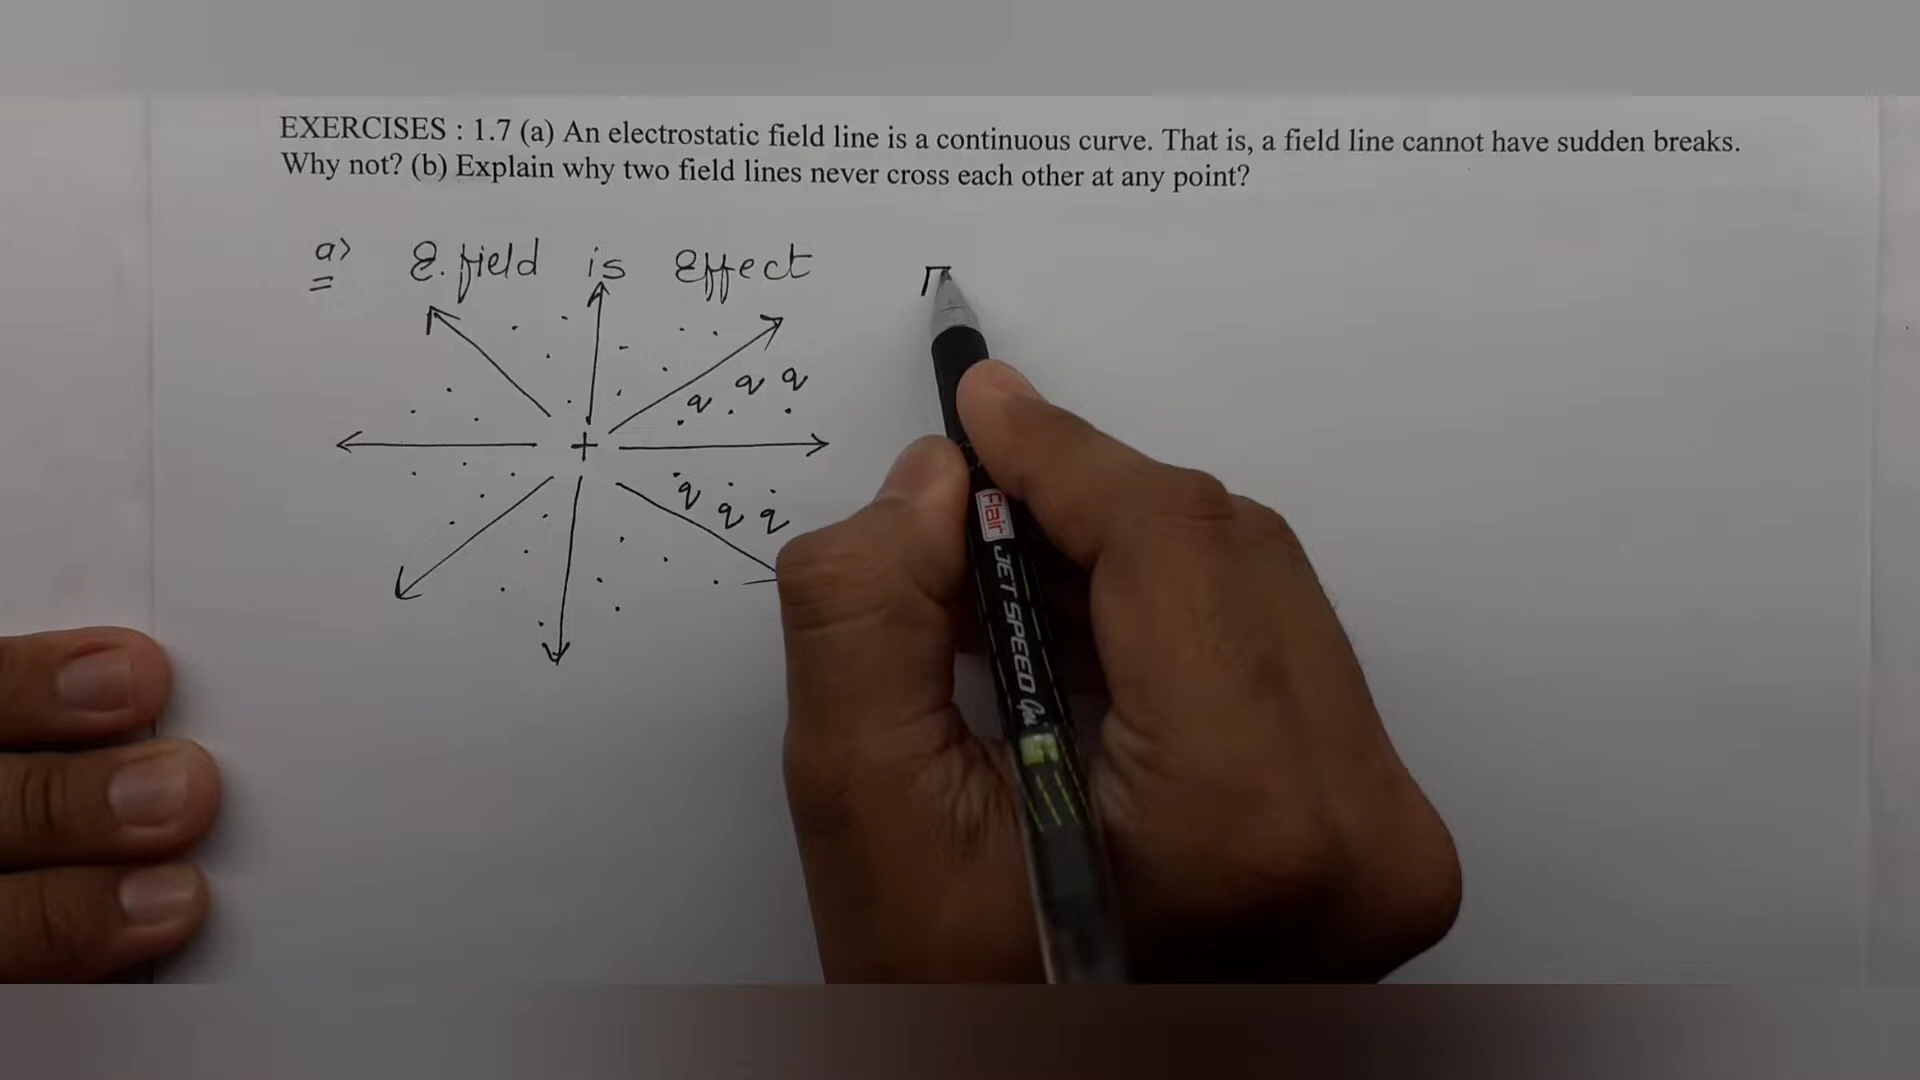 EXERCISES : 1.7 (a) An electrostatic field line is a continuous curve. That is, a field line cannot have sudden breaks.
Why not? (b) Explain why two field lines never cross each other at any point?
a) E. field is Effect
q q q
+
q q q
Flair JET SPEED Gel